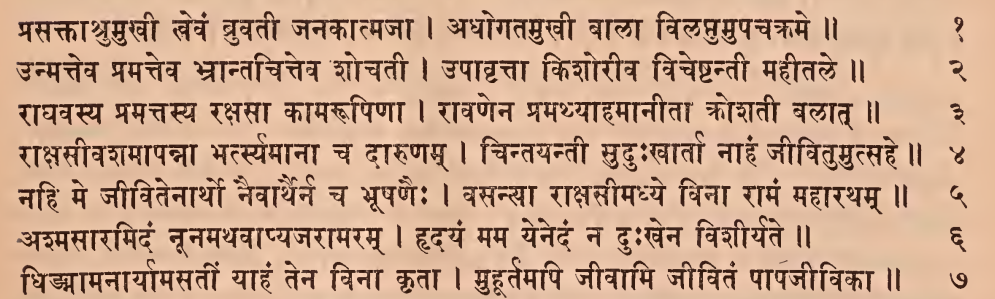 प्रसक्ताश्रुमुखी त्वेवं ब्रुवती जनकात्मजा । अधोगतमुखी बाला विलप्तुमुपचक्रमे ॥ १
उन्मत्तेव प्रमत्तेव भ्रान्तचित्तेव शोचती । उपावृत्ता किशोरीव विचेष्टन्ती महीतले ॥ २
राघवस्य प्रमत्तस्य रक्षसा कामरूपिणा । रावणेन प्रमथ्याहमानीता क्रोशती बलात् ॥ ३
राक्षसीवशमापन्ना भर्त्स्यमाना च दारुणम् । चिन्तयन्ती सुदुःखार्ता नाहं जीवितुमुत्सहे ॥ ४
नहि मे जीवितेनार्थो नैवार्थैर्न च भूषणैः । वसन्त्या राक्षसीमध्ये विना रामं महारथम् ॥ ५
अश्मसारमिदं नूनमथवाप्यजरामरम् । हृदयं मम येनेदं न दुःखेन विशीर्यते ॥ ६
धिङ्मामनार्यामसतीं याहं तेन विना कृता । मुहूर्तमापि जीवामि जीवितं पापजीविका ॥ ७